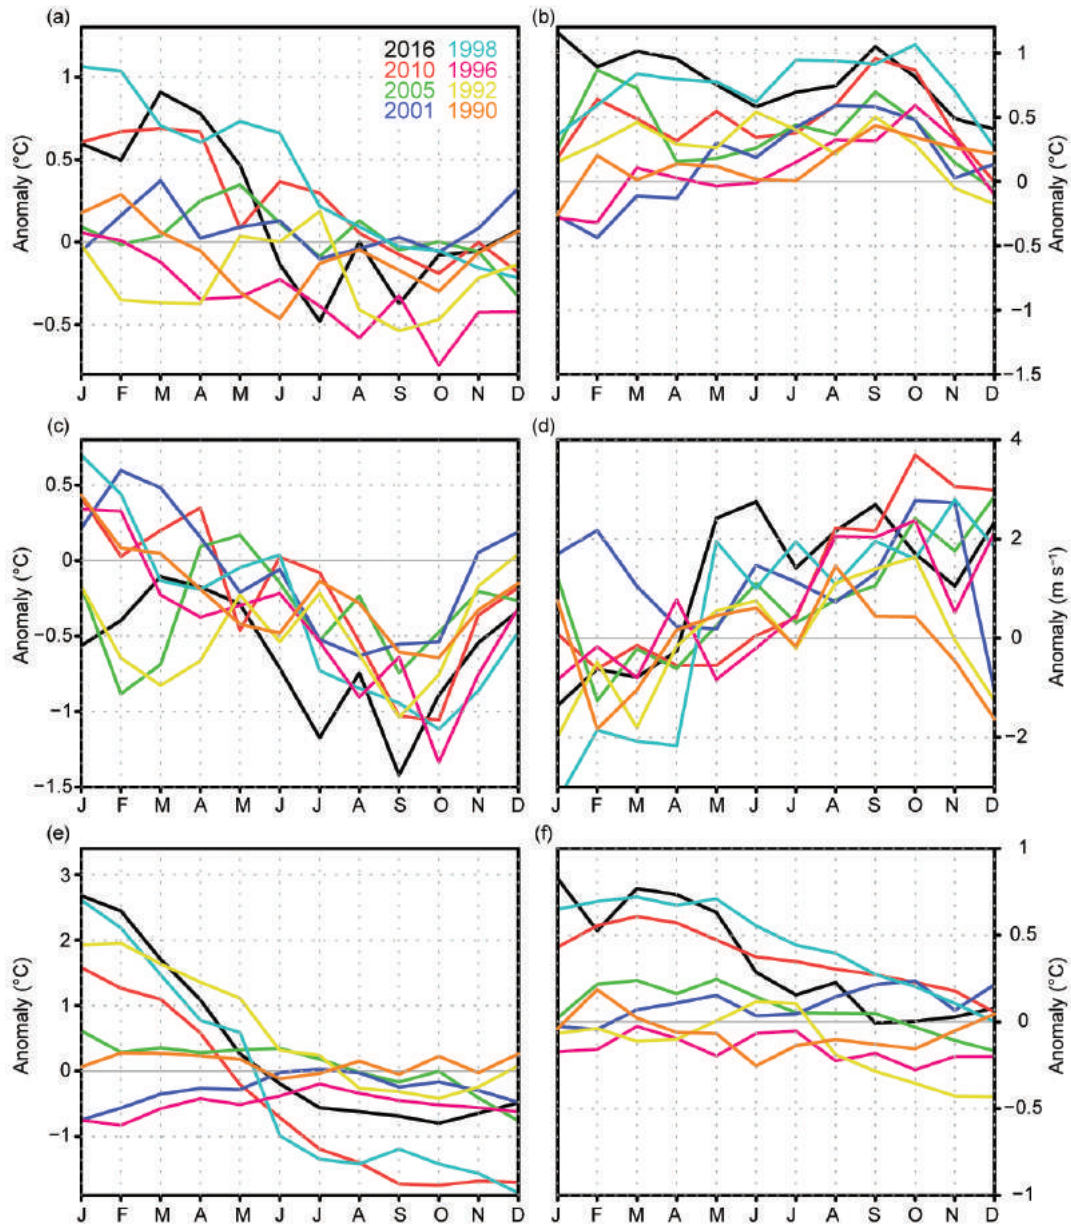 (a)
(b)
2016 1998
2010 1996
2005 1992
2001 1990
Anomaly (°C)
1
0.5
0
−0.5
J F M A M J J A S O N D
1
0.5
0
−0.5
−1
−1.5
Anomaly (°C)
J F M A M J J A S O N D
(c)
(d)
Anomaly (°C)
0.5
0
−0.5
−1
−1.5
J F M A M J J A S O N D
4
2
0
−2
Anomaly (m s⁻¹)
J F M A M J J A S O N D
(e)
(f)
Anomaly (°C)
3
2
1
0
−1
J F M A M J J A S O N D
1
0.5
0
−0.5
−1
Anomaly (°C)
J F M A M J J A S O N D